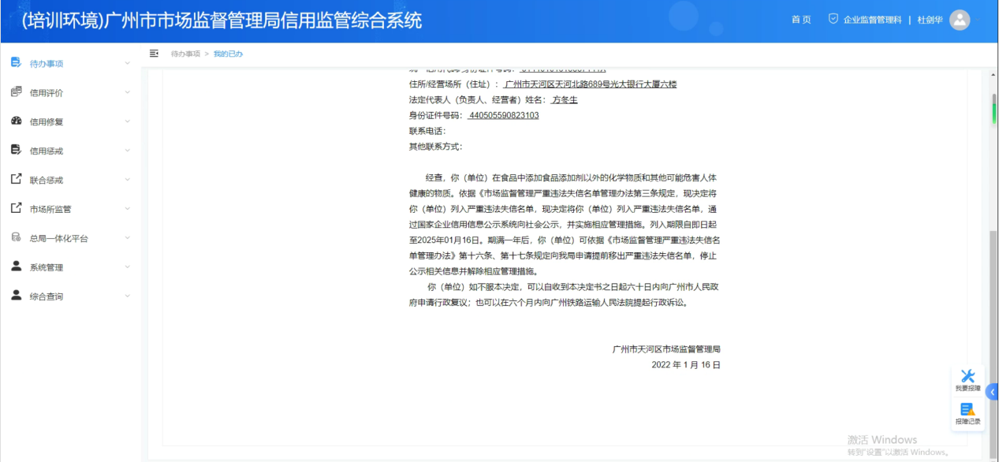 (培训环境)广州市市场监督管理局信用监管综合系统
首页
企业监督管理科 | 杜剑华
待办事项
信用评价
信用修复
信用惩戒
联合惩戒
市场所监管
总局一体化平台
系统管理
综合查询
待办事项 > 我的已办
住所/经营场所（住址）：广州市天河区天河北路689号光大银行大厦六楼
法定代表人（负责人、经营者）姓名：方冬生
身份证件号码：440505590823103
联系电话：
其他联系方式：
经查，你（单位）在食品中添加食品添加剂以外的化学物质和其他可能危害人体
健康的物质。依据《市场监督管理严重违法失信名单管理办法第三条规定，现决定将
你（单位）列入严重违法失信名单，现决定将你（单位）列入严重违法失信名单，通
过国家企业信用信息公示系统向社会公示，并实施相应管理措施。列入期限自即日起
至2025年01月16日。期满一年后，你（单位）可依据《市场监督管理严重违法失信名
单管理办法》第十六条、第十七条规定向我局申请提前移出严重违法失信名单，停止
公示相关信息并解除相应管理措施。
你（单位）如不服本决定，可以自收到本决定书之日起六十日内向广州市人民政
府申请行政复议；也可以在六个月内向广州铁路运输人民法院提起行政诉讼。
广州市天河区市场监督管理局
2022 年 1 月 16 日
我要报障
报障记录
激活 Windows
转到"设置"以激活 Windows。